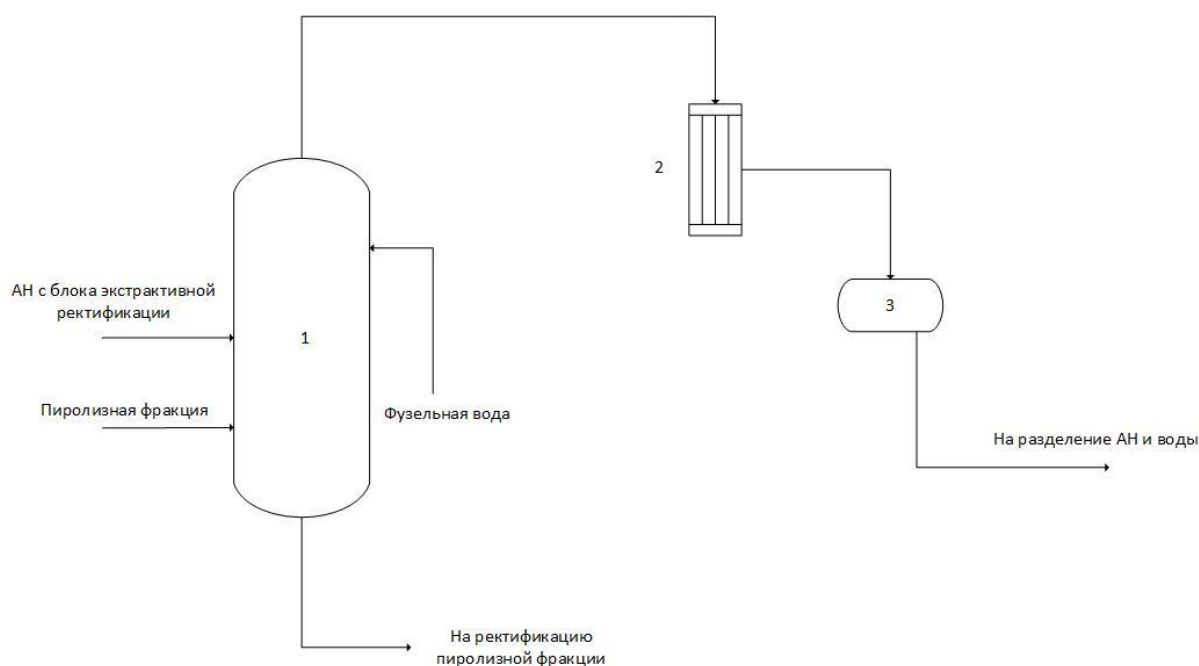 2
АН с блока экстрактивной
ректификации
3
1
Пиролизная фракция
Фузельная вода
На разделение АН и воды
На ректификацию
пиролизной фракции